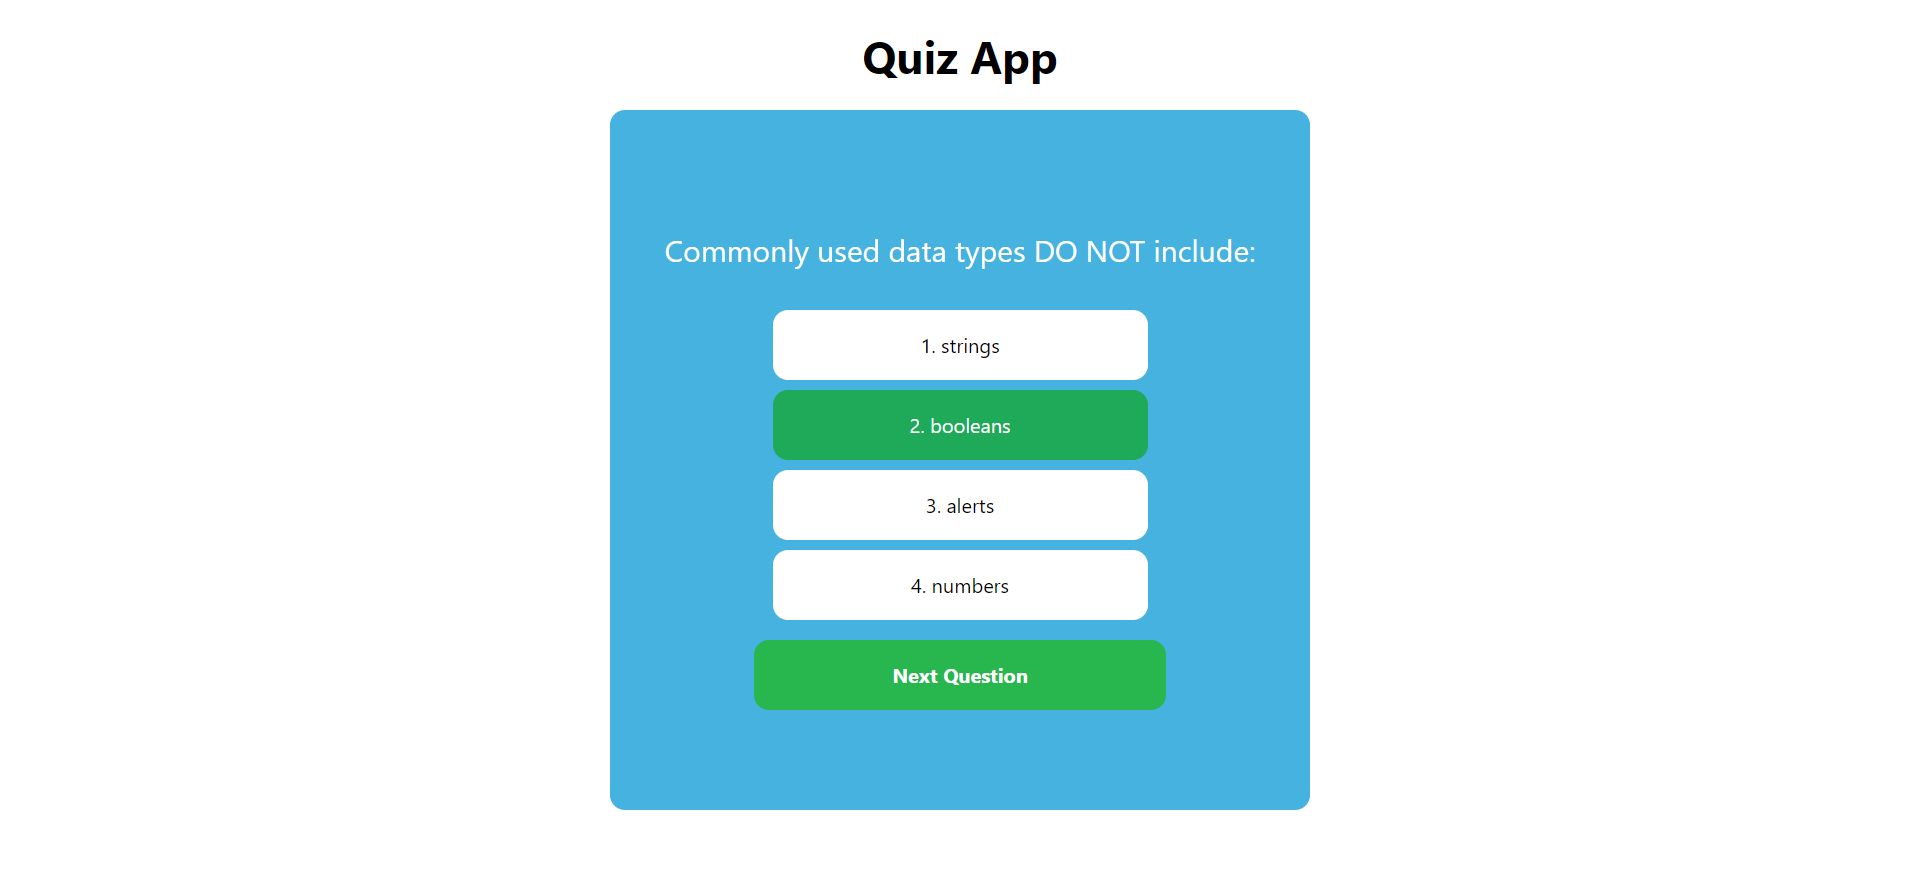 Quiz App
Commonly used data types DO NOT include:
1. strings
2. booleans
3. alerts
4. numbers
Next Question